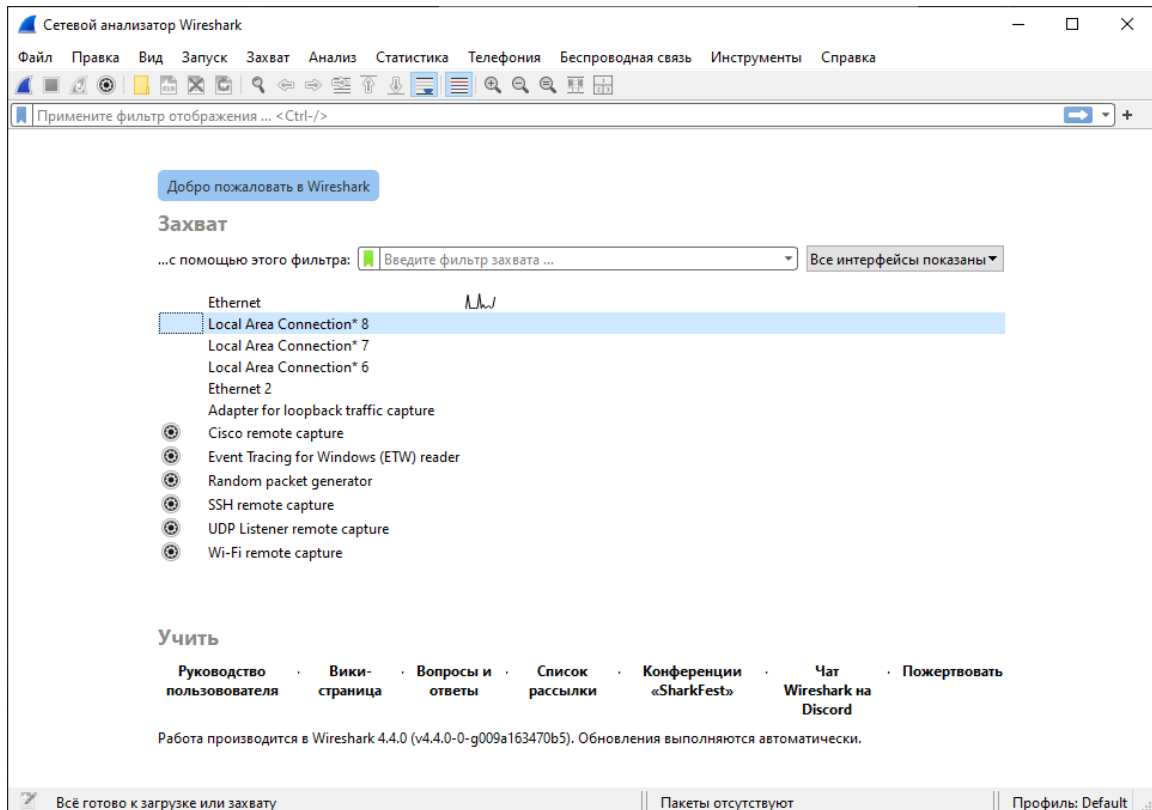 Сетевой анализатор Wireshark
Файл Правка Вид Запуск Захват Анализ Статистика Телефония Беспроводная связь Инструменты Справка
Примените фильтр отображения ... <Ctrl-/>
Добро пожаловать в Wireshark
Захват
...с помощью этого фильтра: Введите фильтр захвата ... Все интерфейсы показаны
Ethernet
Local Area Connection* 8
Local Area Connection* 7
Local Area Connection* 6
Ethernet 2
Adapter for loopback traffic capture
Cisco remote capture
Event Tracing for Windows (ETW) reader
Random packet generator
SSH remote capture
UDP Listener remote capture
Wi-Fi remote capture
Учить
Руководство · Вики- · Вопросы и · Список · Конференции · Чат · Пожертвовать
пользовователя страница ответы рассылки «SharkFest» Wireshark на
Discord
Работа производится в Wireshark 4.4.0 (v4.4.0-0-g009a163470b5). Обновления выполняются автоматически.
Всё готово к загрузке или захвату Пакеты отсутствуют Профиль: Default